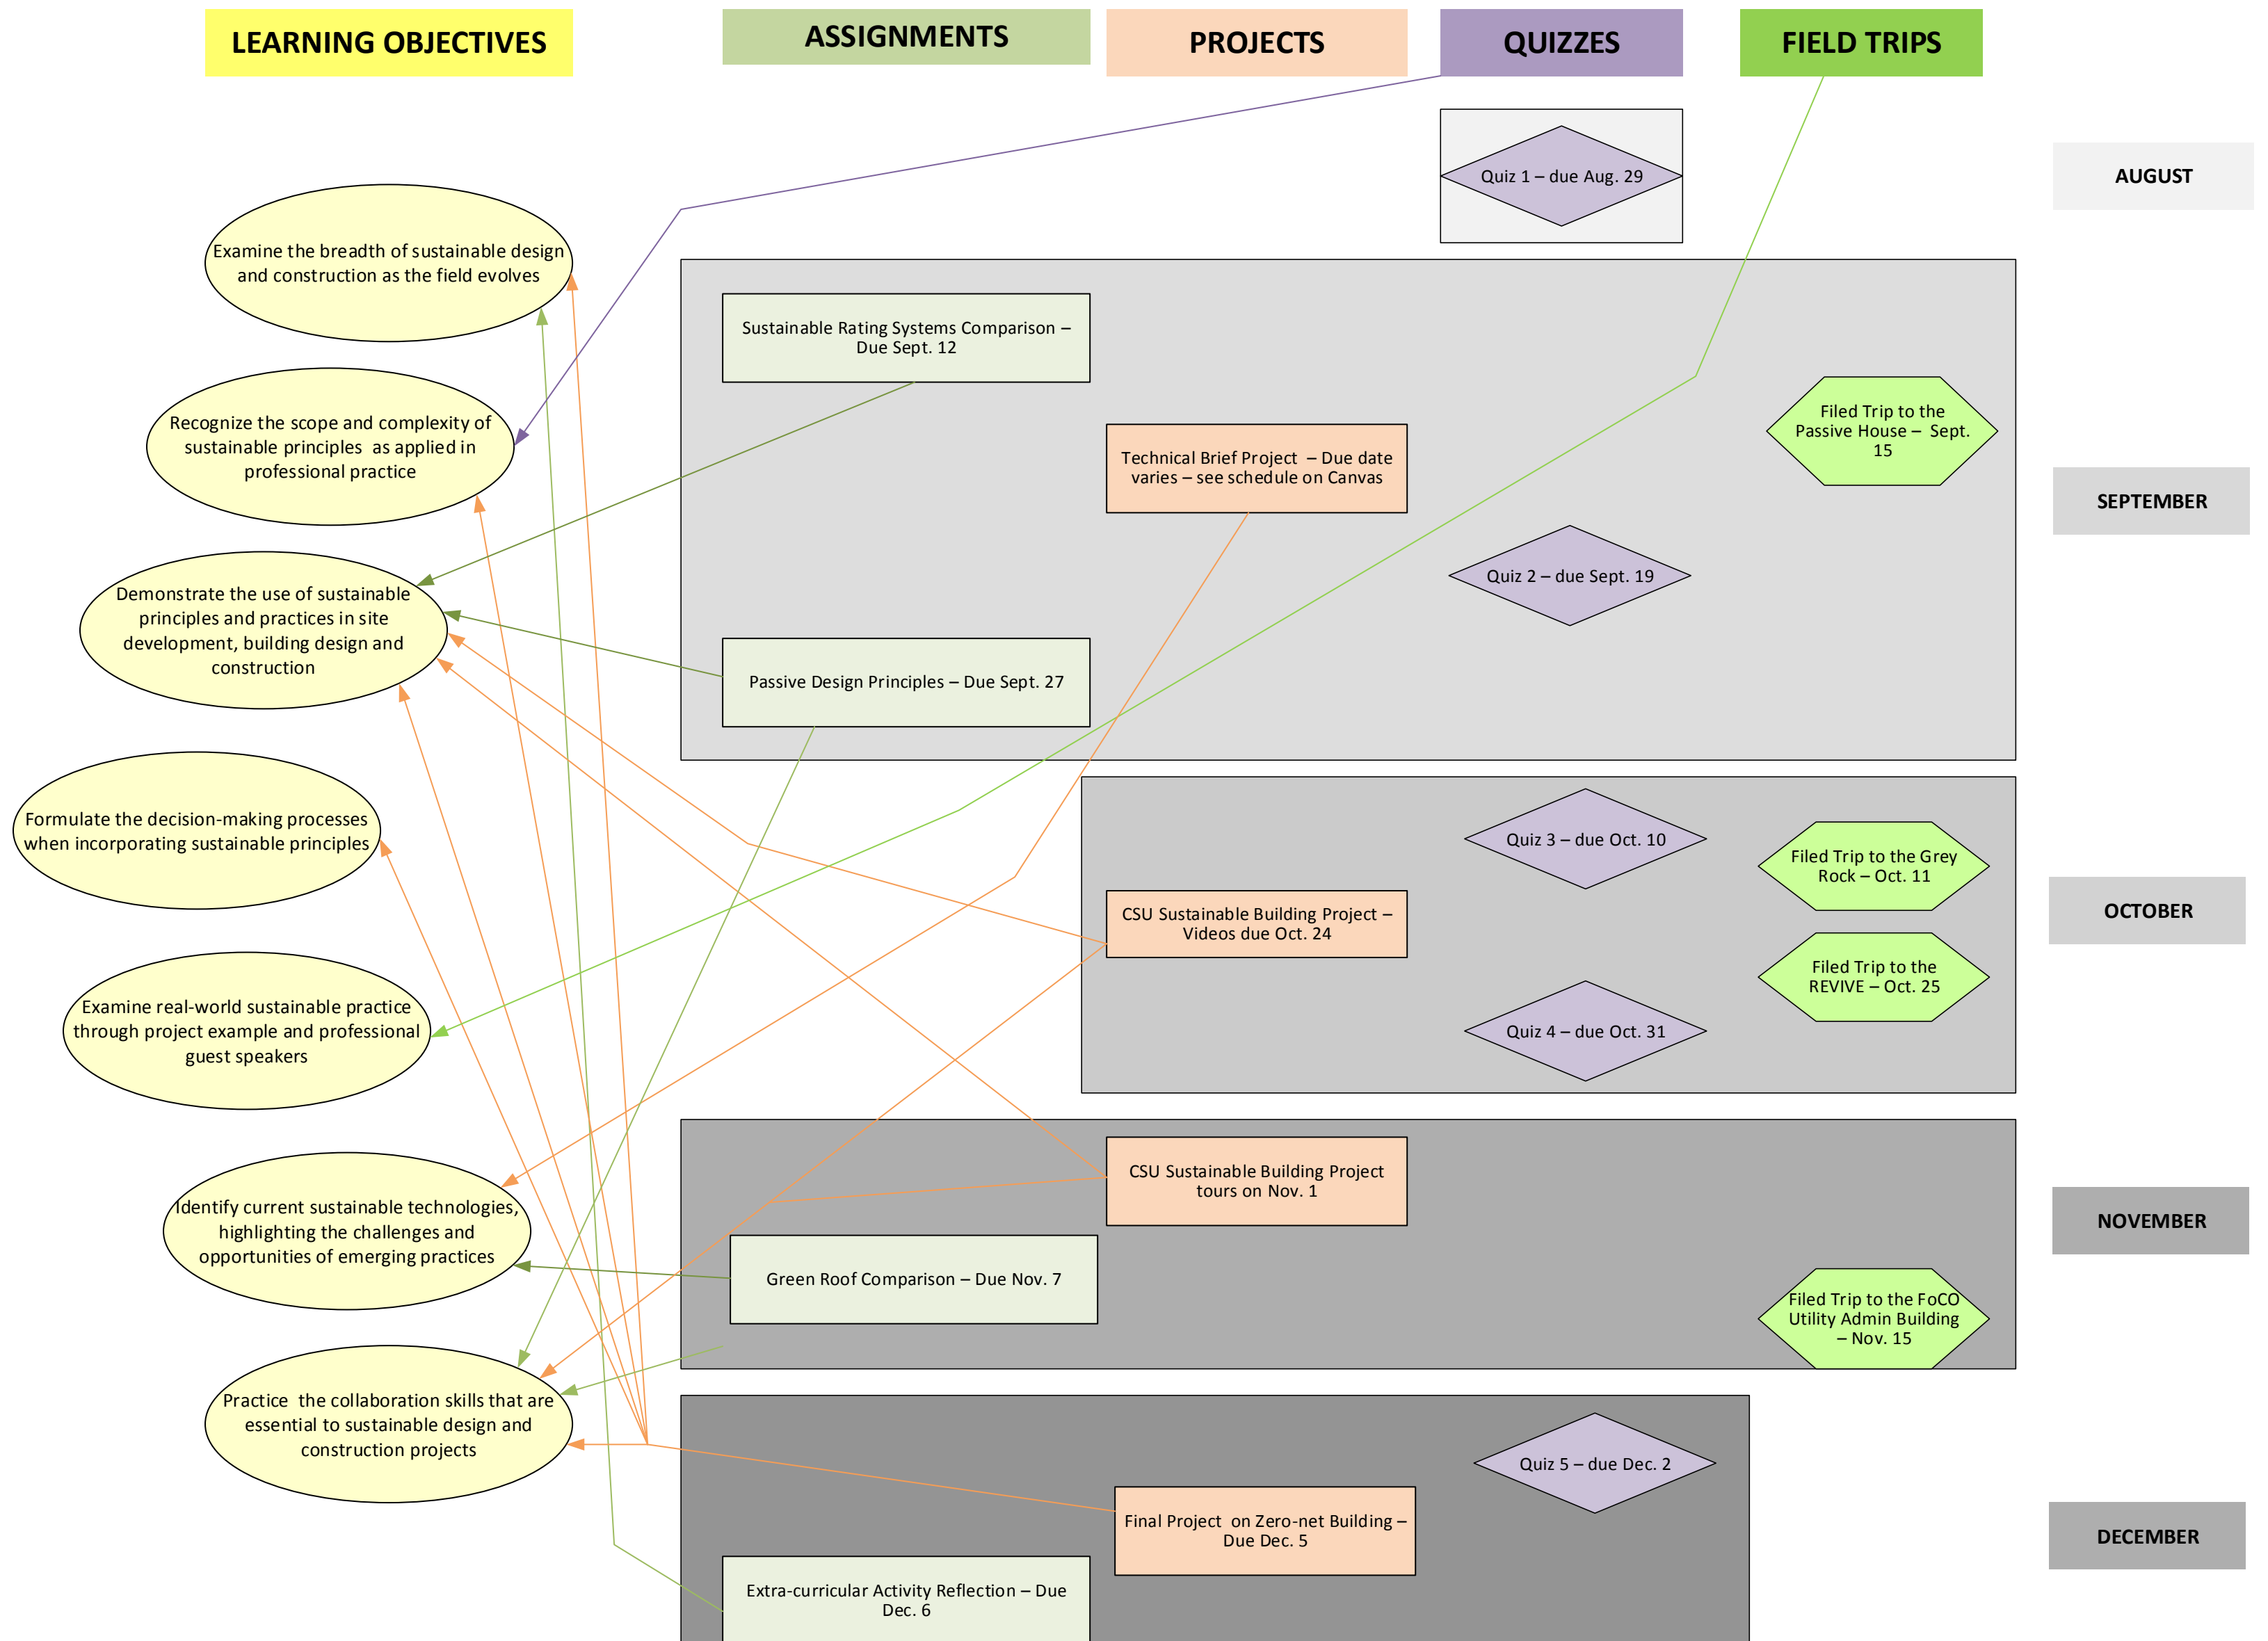 LEARNING OBJECTIVES
ASSIGNMENTS
PROJECTS
QUIZZES
FIELD TRIPS
Quiz 1 – due Aug. 29
AUGUST
Examine the breadth of sustainable design
and construction as the field evolves
Sustainable Rating Systems Comparison –
Due Sept. 12
Recognize the scope and complexity of
sustainable principles as applied in
professional practice
Technical Brief Project – Due date
varies – see schedule on Canvas
Filed Trip to the
Passive House – Sept.
15
SEPTEMBER
Quiz 2 – due Sept. 19
Demonstrate the use of sustainable
principles and practices in site
development, building design and
construction
Passive Design Principles – Due Sept. 27
Formulate the decision-making processes
when incorporating sustainable principles
Quiz 3 – due Oct. 10
Filed Trip to the Grey
Rock – Oct. 11
CSU Sustainable Building Project –
Videos due Oct. 24
OCTOBER
Filed Trip to the
REVIVE – Oct. 25
Examine real-world sustainable practice
through project example and professional
guest speakers
Quiz 4 – due Oct. 31
CSU Sustainable Building Project
tours on Nov. 1
Identify current sustainable technologies,
highlighting the challenges and
opportunities of emerging practices
NOVEMBER
Green Roof Comparison – Due Nov. 7
Filed Trip to the FoCO
Utility Admin Building
– Nov. 15
Practice the collaboration skills that are
essential to sustainable design and
construction projects
Quiz 5 – due Dec. 2
Final Project on Zero-net Building –
Due Dec. 5
DECEMBER
Extra-curricular Activity Reflection – Due
Dec. 6